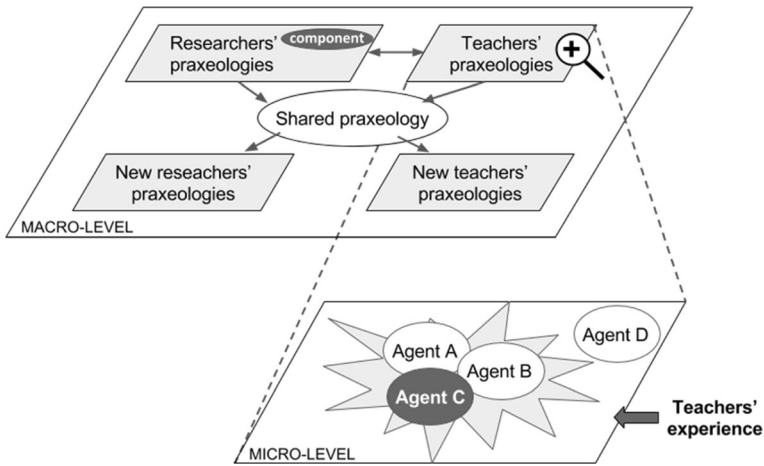 Researchers'
praxeologies
component
Teachers'
praxeologies
Shared praxeology
New reseachers'
praxeologies
New teachers'
praxeologies
MACRO-LEVEL
Agent A
Agent B
Agent C
Agent D
Teachers'
experience
MICRO-LEVEL